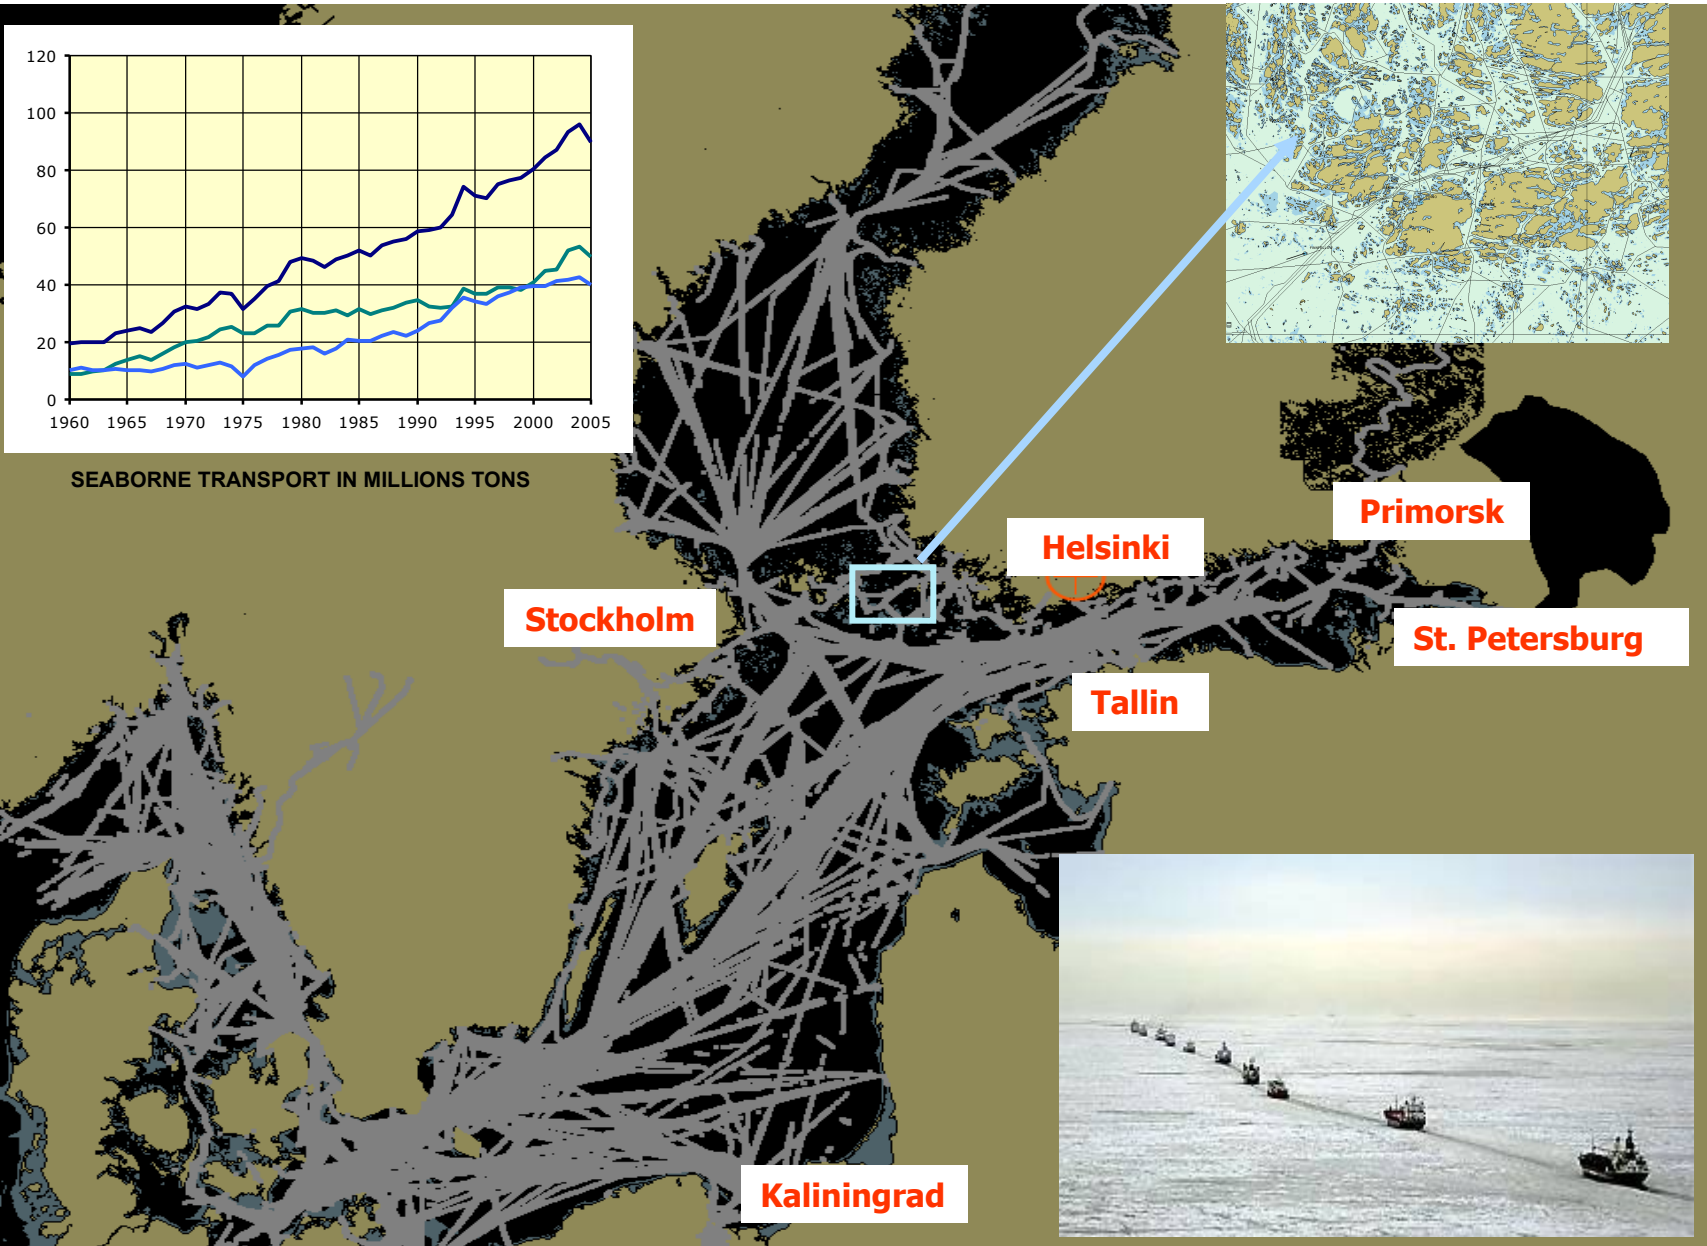 120
100
80
60
40
20
0
1960 1965 1970 1975 1980 1985 1990 1995 2000 2005
SEABORNE TRANSPORT IN MILLIONS TONS
Primorsk
Helsinki
Stockholm
St. Petersburg
Tallin
Kaliningrad